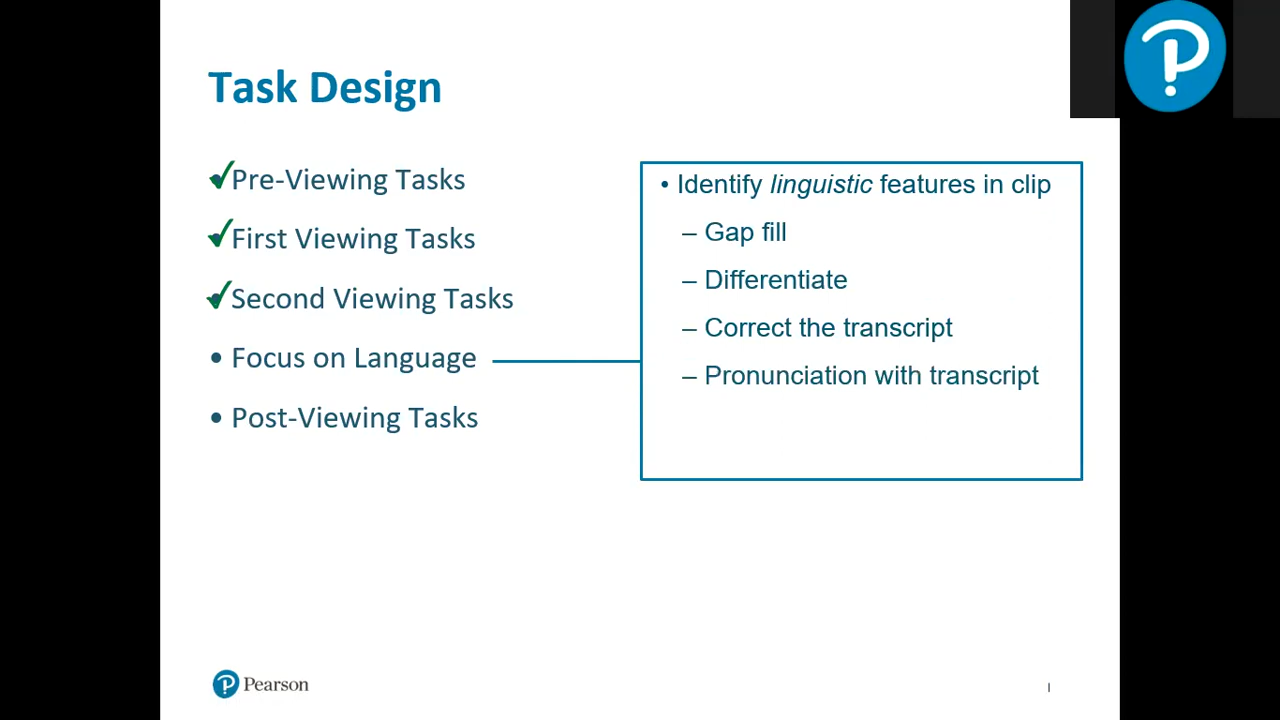 Task Design
Pre-Viewing Tasks
First Viewing Tasks
Second Viewing Tasks
• Focus on Language
• Post-Viewing Tasks
• Identify linguistic features in clip
– Gap fill
– Differentiate
– Correct the transcript
– Pronunciation with transcript
Pearson